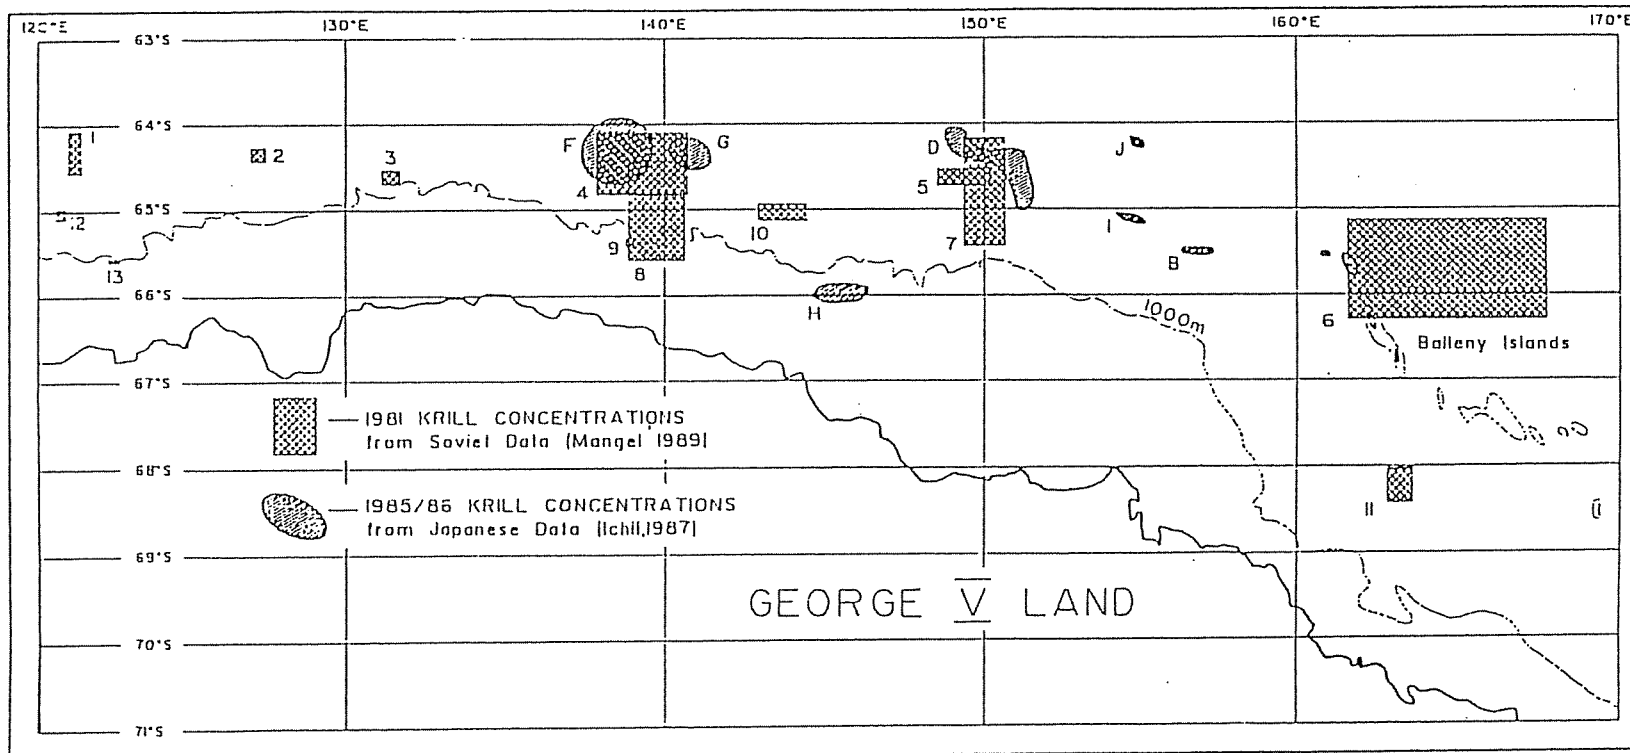 120°E 130°E 140°E 150°E 160°E 170°E
63°S
64°S
1
2
3
F
G
D
J
4
5
65°S
12
10
I
9
7
B
13
8
66°S
H
6
1000m
Balleny Islands
67°S
1981 KRILL CONCENTRATIONS
from Soviet Data (Mangel 1989)
68°S
1985/86 KRILL CONCENTRATIONS
from Japanese Data (Ichii,1987)
11
69°S
GEORGE V LAND
70°S
71°S